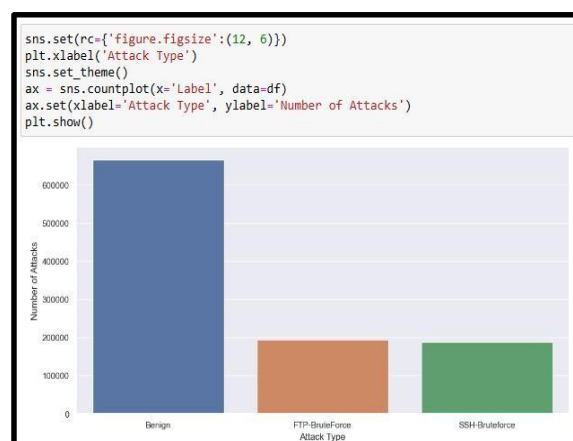 sns.set(rc={'figure.figsize':(12, 6)})
plt.xlabel('Attack Type')
sns.set_theme()
ax = sns.countplot(x='Label', data=df)
ax.set(xlabel='Attack Type', ylabel='Number of Attacks')
plt.show()
600000
500000
400000
300000
200000
100000
0
Number of Attacks
Benign FTP-BruteForce SSH-Bruteforce
Attack Type